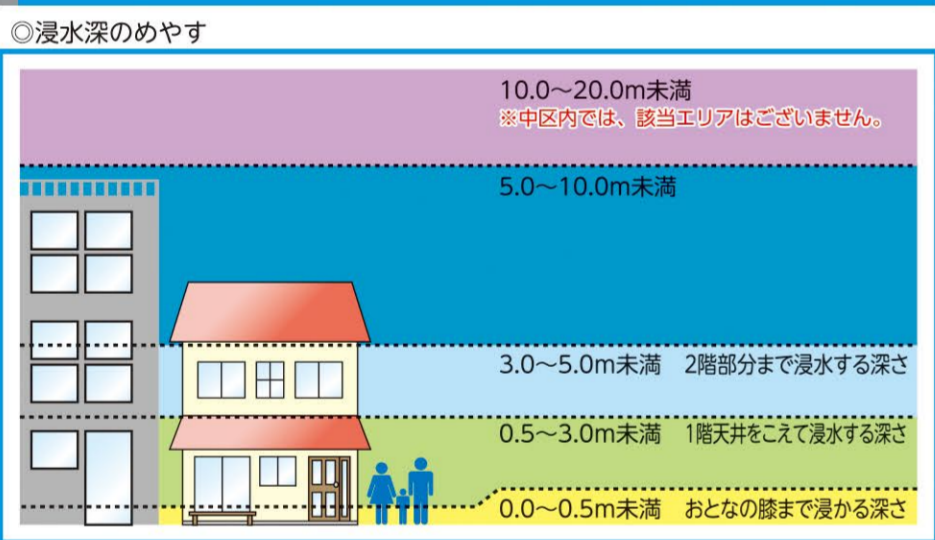 ◎浸水深のめやす
10.0～20.0m未満
※中区内では、該当エリアはございません。
5.0～10.0m未満
3.0～5.0m未満　2階部分まで浸水する深さ
0.5～3.0m未満　1階天井をこえて浸水する深さ
0.0～0.5m未満　おとなの膝まで浸かる深さ